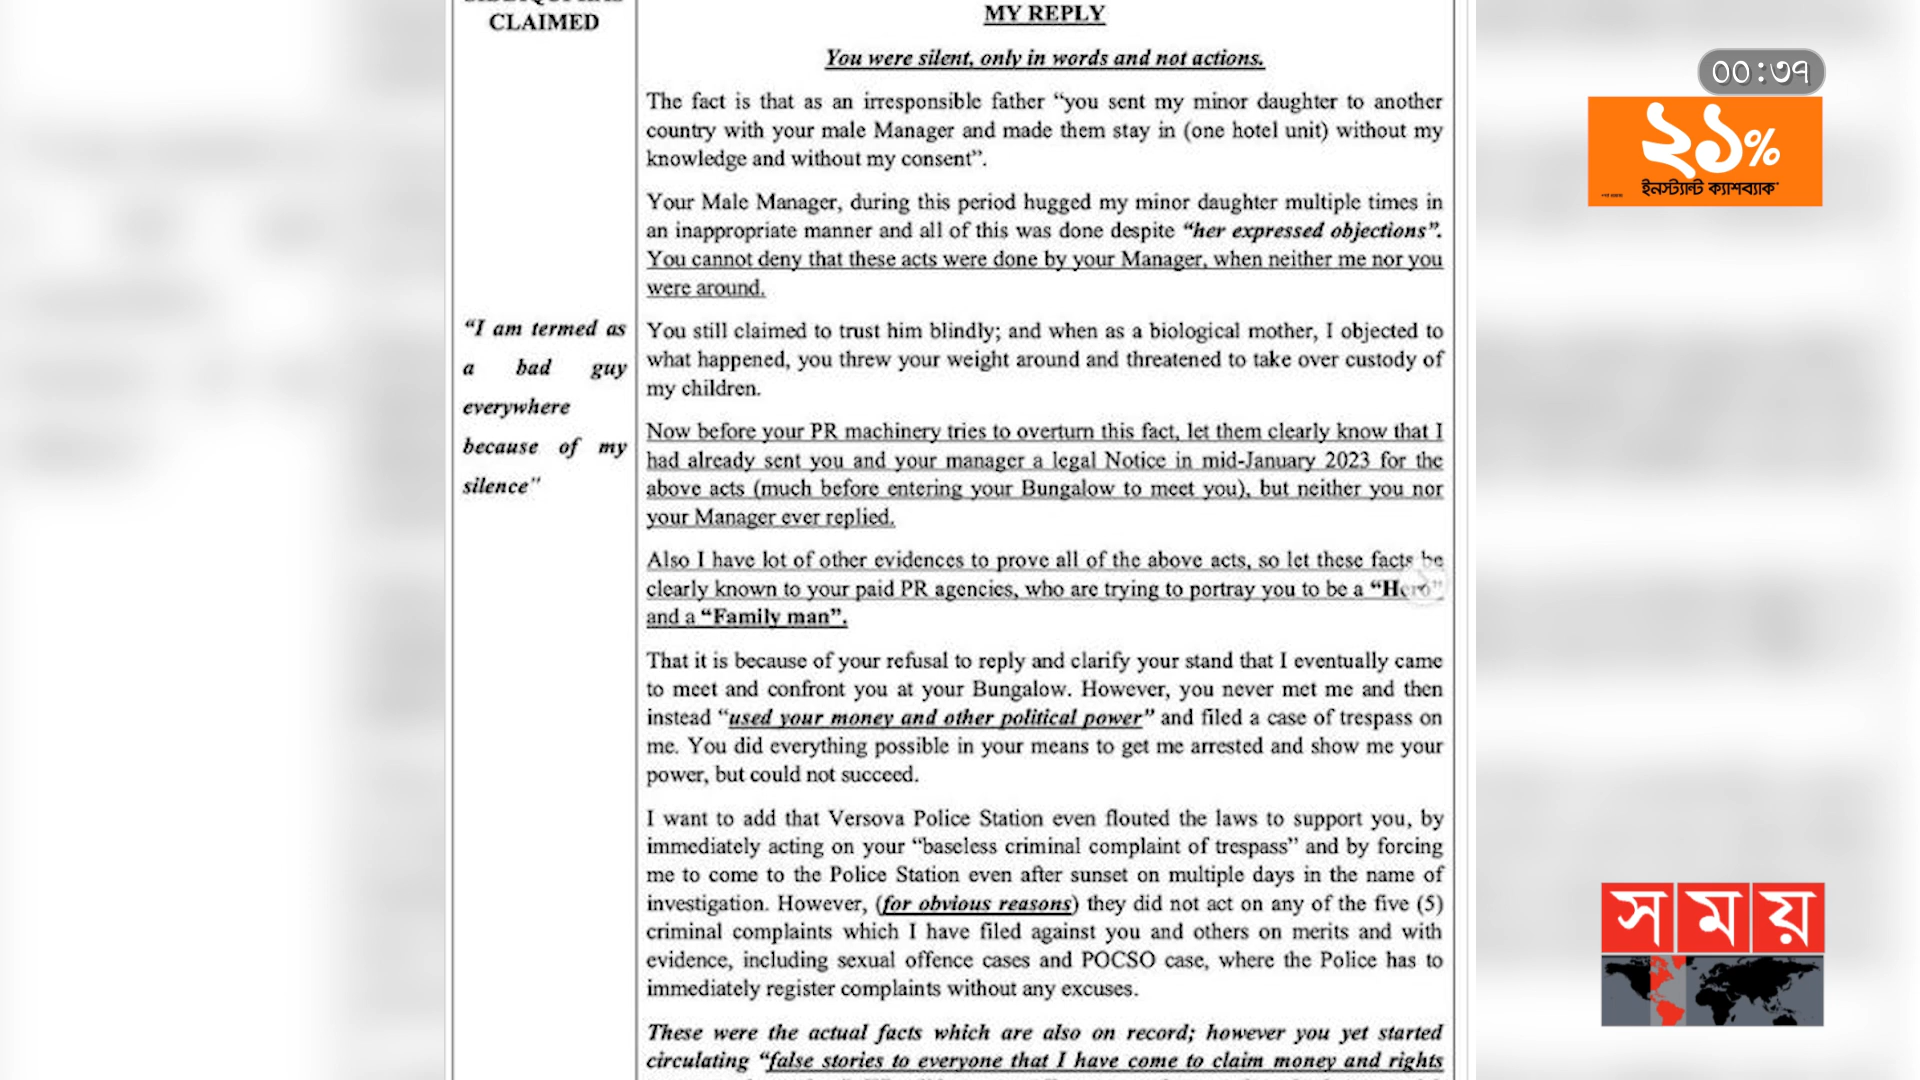 CLAIMED
MY REPLY
You were silent, only in words and not actions.
The fact is that as an irresponsible father “you sent my minor daughter to another
country with your male Manager and made them stay in (one hotel unit) without my
knowledge and without my consent”.
Your Male Manager, during this period hugged my minor daughter multiple times in
an inappropriate manner and all of this was done despite “her expressed objections”.
You cannot deny that these acts were done by your Manager, when neither me nor you
were around.
“I am termed as
a bad guy
everywhere
because of my
silence”
You still claimed to trust him blindly; and when as a biological mother, I objected to
what happened, you threw your weight around and threatened to take over custody of
my children.
Now before your PR machinery tries to overturn this fact, let them clearly know that I
had already sent you and your manager a legal Notice in mid-January 2023 for the
above acts (much before entering your Bungalow to meet you), but neither you nor
your Manager ever replied.
Also I have lot of other evidences to prove all of the above acts, so let these facts be
clearly known to your paid PR agencies, who are trying to portray you to be a “Hero”
and a “Family man”.
That it is because of your refusal to reply and clarify your stand that I eventually came
to meet and confront you at your Bungalow. However, you never met me and then
instead “used your money and other political power” and filed a case of trespass on
me. You did everything possible in your means to get me arrested and show me your
power, but could not succeed.
I want to add that Versova Police Station even flouted the laws to support you, by
immediately acting on your “baseless criminal complaint of trespass” and by forcing
me to come to the Police Station even after sunset on multiple days in the name of
investigation. However, (for obvious reasons) they did not act on any of the five (5)
criminal complaints which I have filed against you and others on merits and with
evidence, including sexual offence cases and POCSO case, where the Police has to
immediately register complaints without any excuses.
These were the actual facts which are also on record; however you yet started
circulating “false stories to everyone that I have come to claim money and rights
০০:৩৭
২১%
ইনস্ট্যান্ট ক্যাশব্যাক
সময়